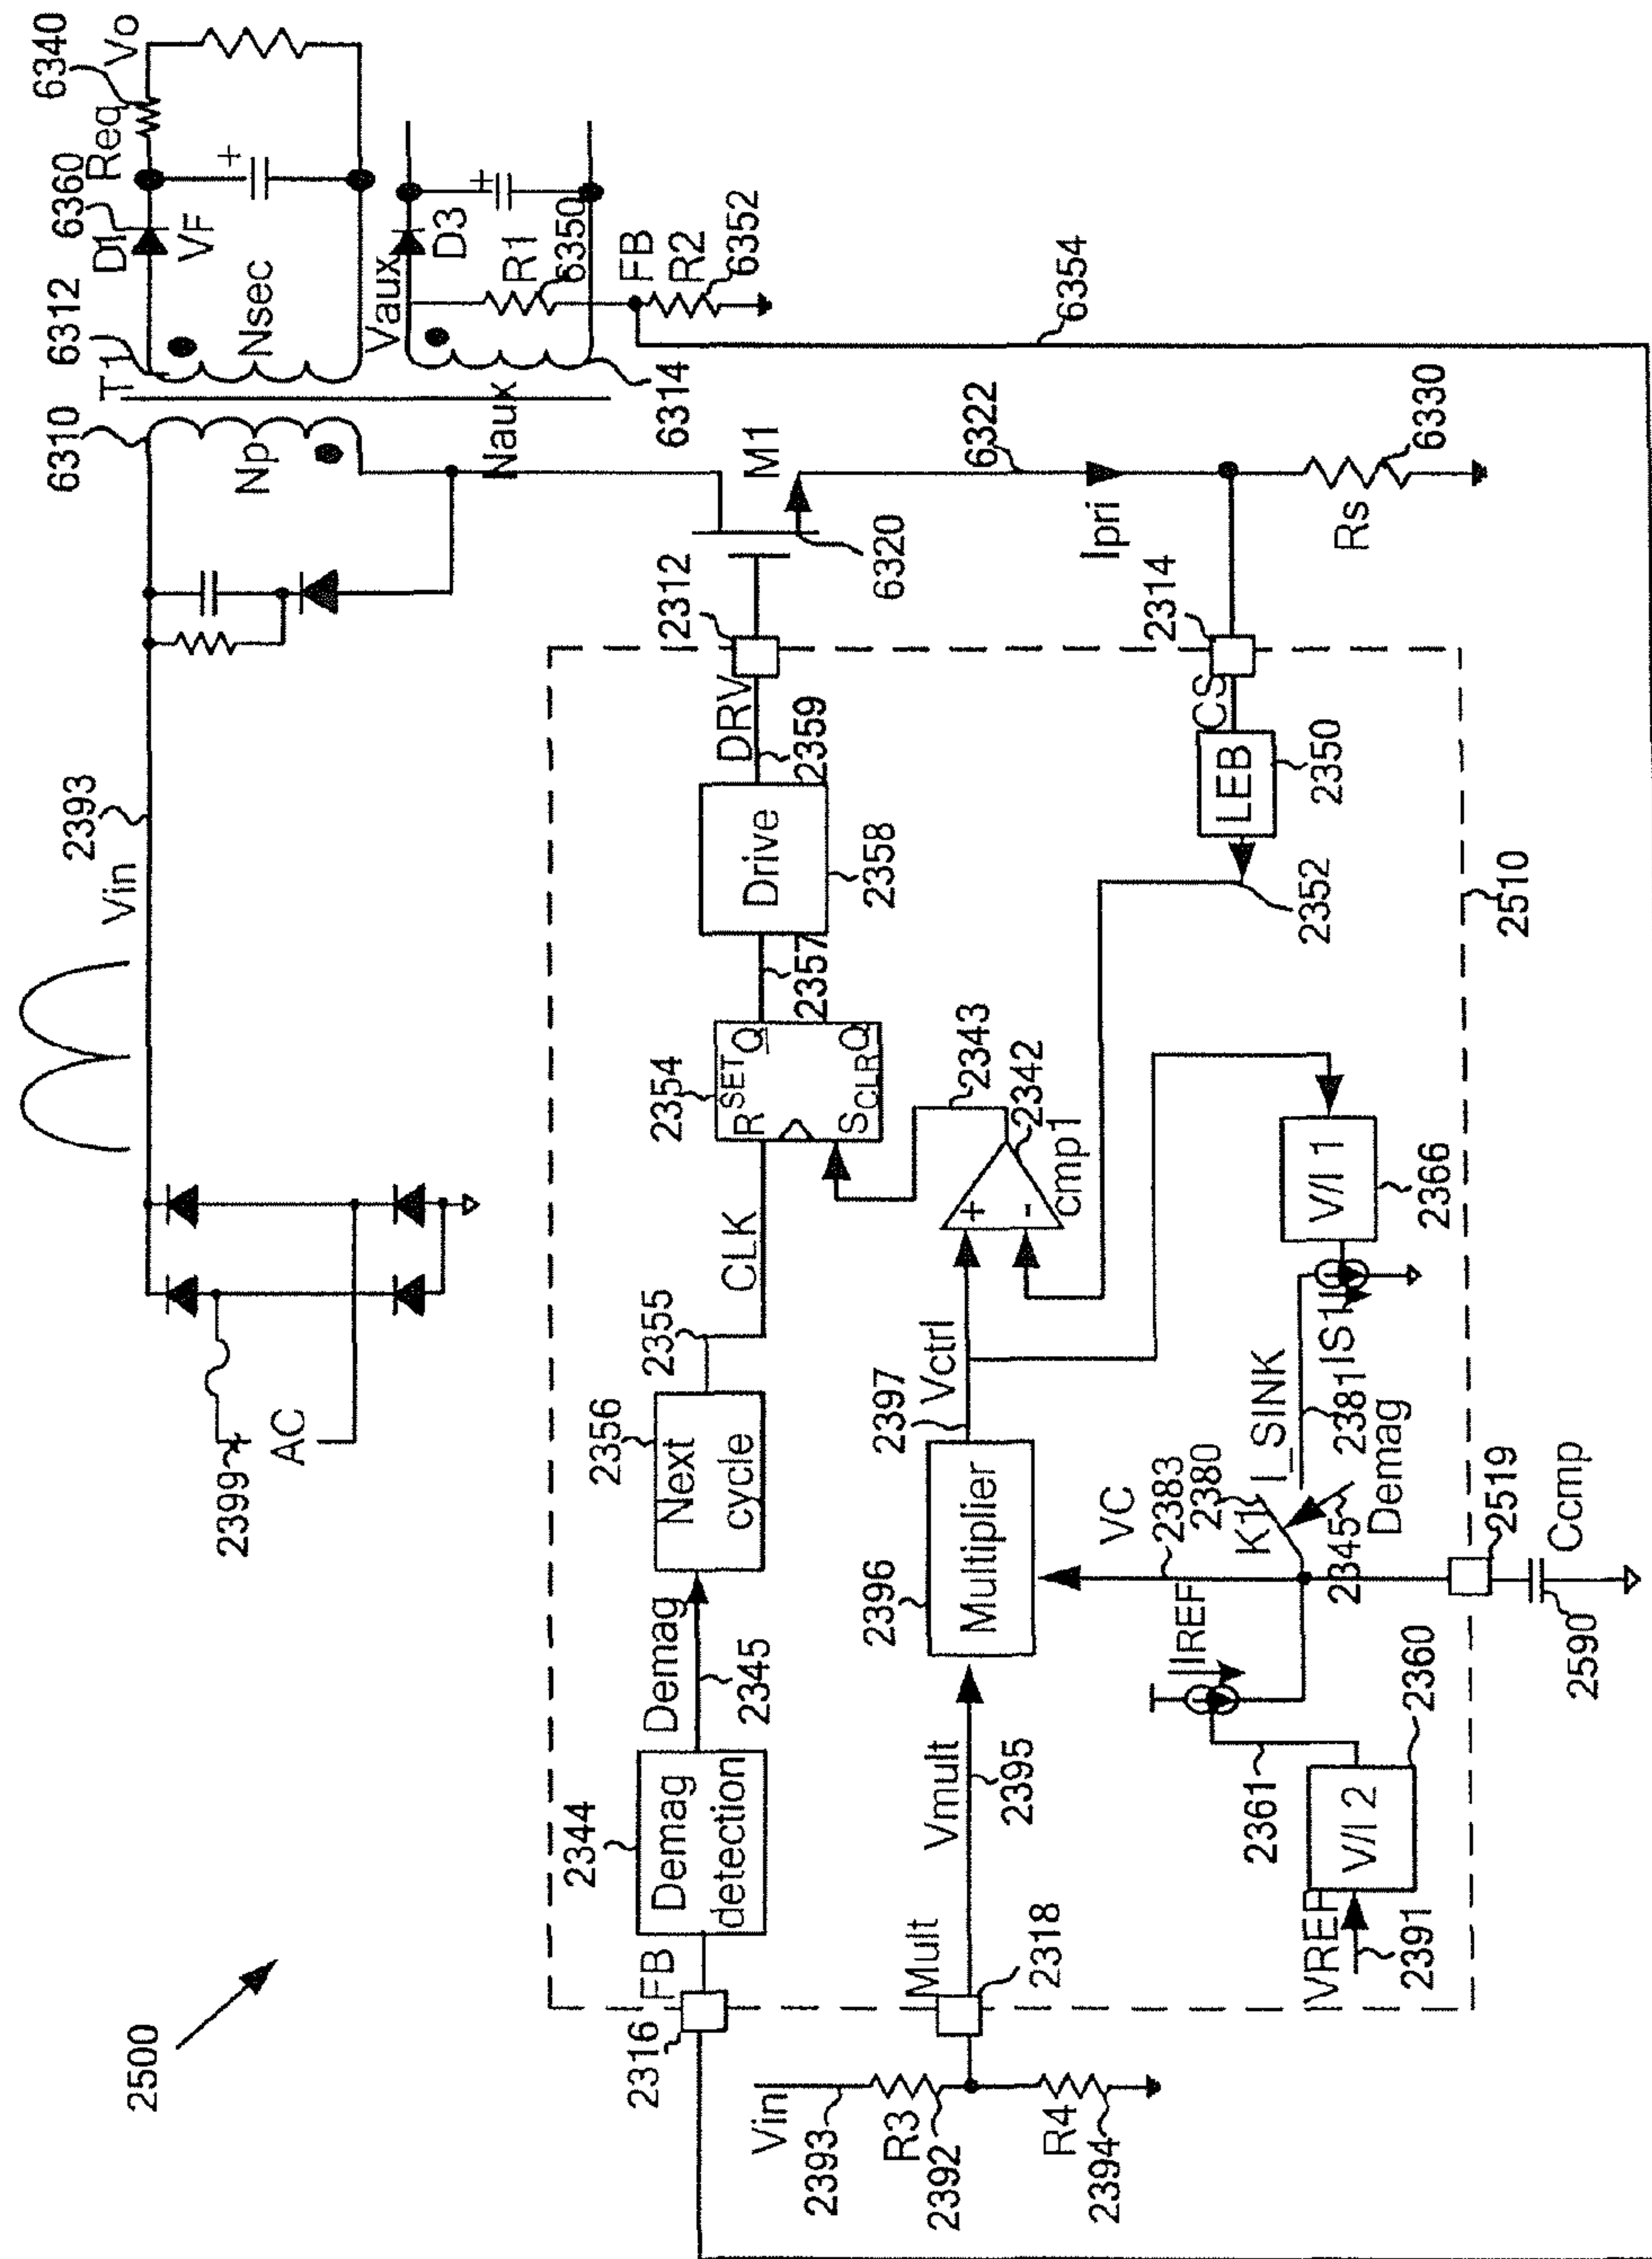 2500
2399
AC
Vin
2393
6310
Np
T1
6312
Nsec
D1
6360
VF
Req
6340
Vo
Vaux
D3
R1
6350
FB
R2
6352
Naux
6314
6354
M1
6320
6322
Ipri
Rs
6330
2316
FB
2344
Demag
detection
Demag
2345
2356
Next
cycle
2355
CLK
2354
R
SET
Q
S
CLR
Q
2357
Drive
2358
DRV
2359
2312
Vin
2393
R3
2392
R4
2394
Mult
2318
Vmult
2395
2396
Multiplier
2397
Vctrl
+
-
cmp1
2342
2343
CS
2314
LEB
2350
2352
VREF
2391
V/I 2
2360
2361
IREF
VC
2383
2380
K1
2345
Demag
I_SINK
2381
IS1
V/I 1
2366
2519
Ccmp
2590
2510